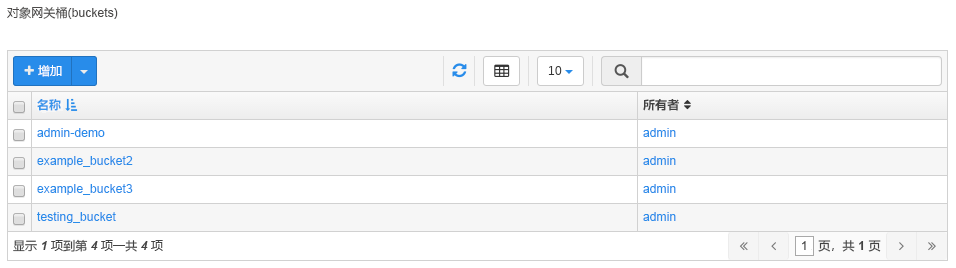 对象网关桶(buckets)
增加 10
名称 所有者
admin-demo admin
example_bucket2 admin
example_bucket3 admin
testing_bucket admin
显示 1 项到第 4 项—共 4 项 « ‹ 1 页，共 1 页 › »